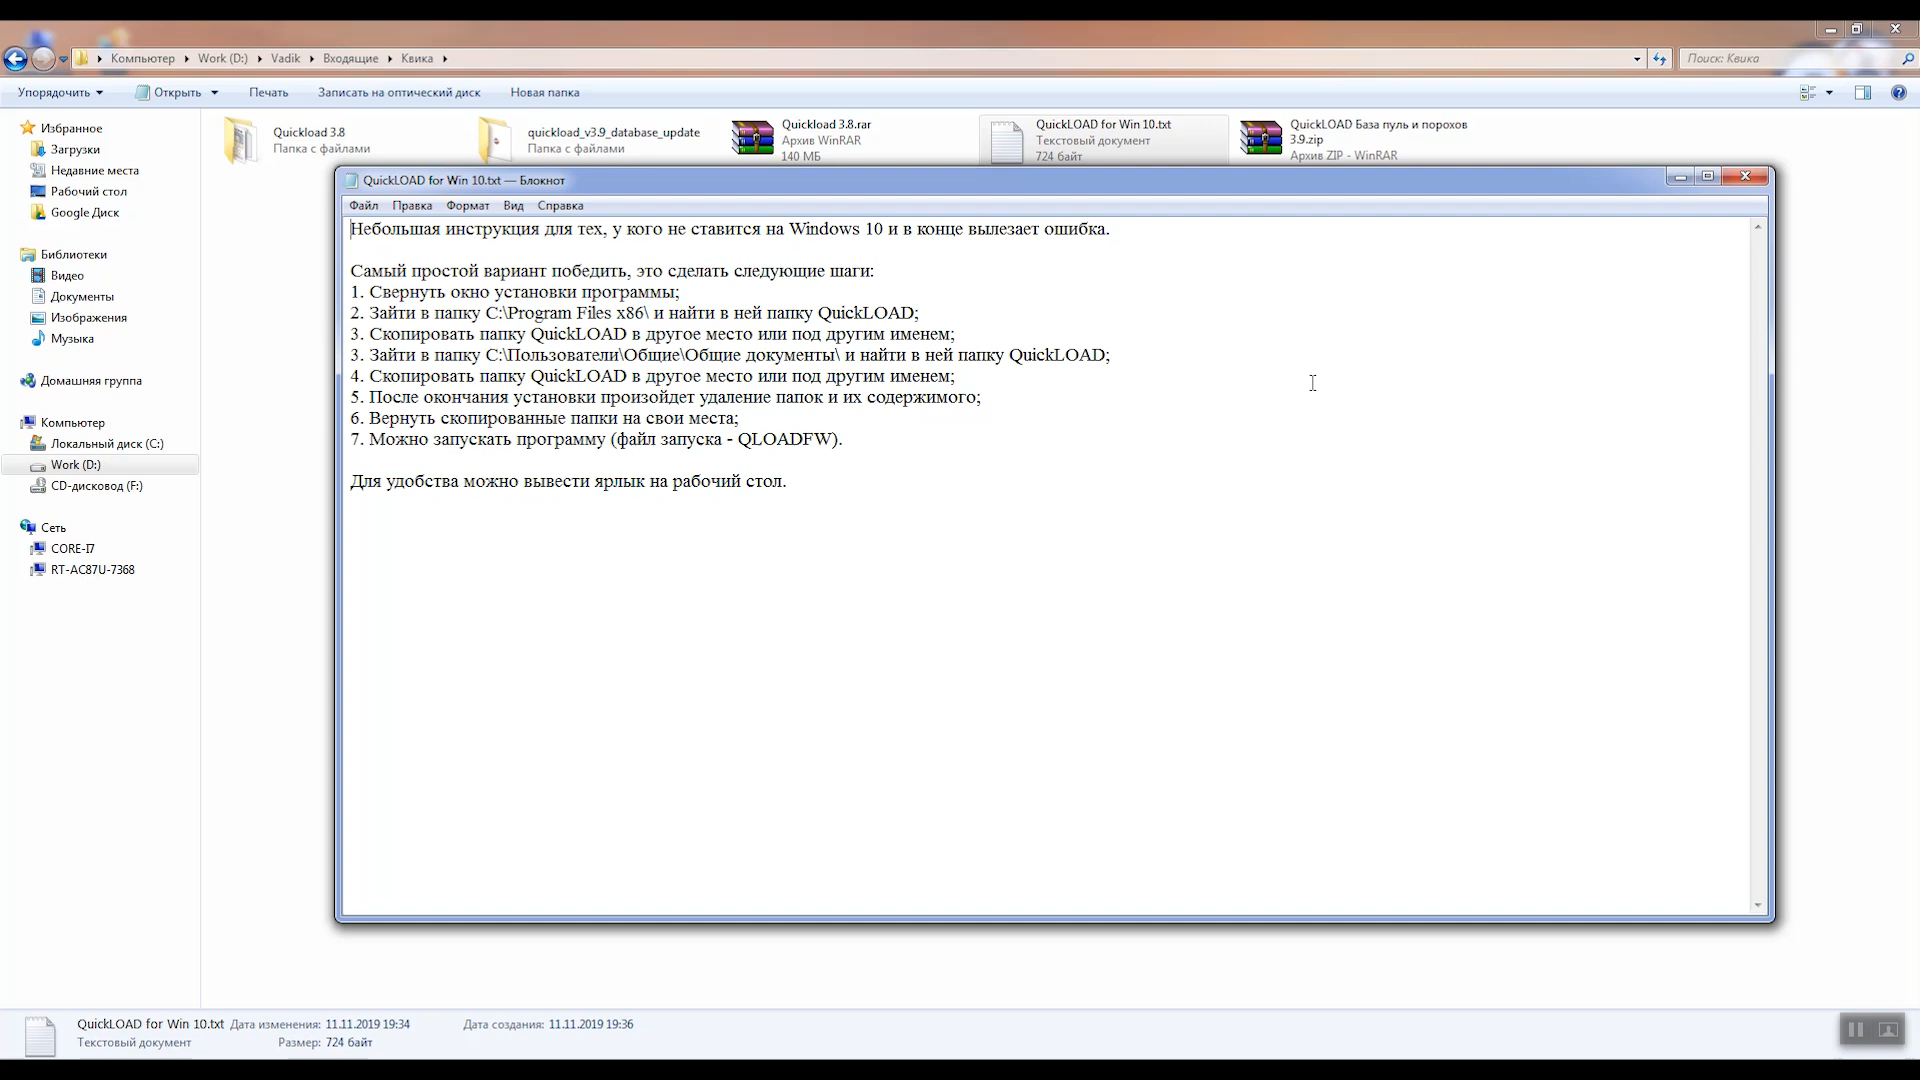 Компьютер Work (D:) Vadik Входящие Квика
Поиск: Квика
Упорядочить Открыть Печать Записать на оптический диск Новая папка
Избранное
Загрузки
Недавние места
Рабочий стол
Google Диск
Библиотеки
Видео
Документы
Изображения
Музыка
Домашняя группа
Компьютер
Локальный диск (C:)
Work (D:)
CD-дисковод (F:)
Сеть
CORE-I7
RT-AC87U-7368
Quickload 3.8
Папка с файлами
quickload_v3.9_database_update
Папка с файлами
Quickload 3.8.rar
Архив WinRAR
140 МБ
QuickLOAD for Win 10.txt
Текстовый документ
724 байт
QuickLOAD База пуль и порохов
3.9.zip
Архив ZIP - WinRAR
QuickLOAD for Win 10.txt — Блокнот
Файл Правка Формат Вид Справка
Небольшая инструкция для тех, у кого не ставится на Windows 10 и в конце вылезает ошибка.
Самый простой вариант победить, это сделать следующие шаги:
1. Свернуть окно установки программы;
2. Зайти в папку C:\Program Files x86\ и найти в ней папку QuickLOAD;
3. Скопировать папку QuickLOAD в другое место или под другим именем;
3. Зайти в папку C:\Пользователи\Общие\Общие документы\ и найти в ней папку QuickLOAD;
4. Скопировать папку QuickLOAD в другое место или под другим именем;
5. После окончания установки произойдет удаление папок и их содержимого;
6. Вернуть скопированные папки на свои места;
7. Можно запускать программу (файл запуска - QLOADFW).
Для удобства можно вывести ярлык на рабочий стол.
QuickLOAD for Win 10.txt Дата изменения: 11.11.2019 19:34 Дата создания: 11.11.2019 19:36
Текстовый документ Размер: 724 байт